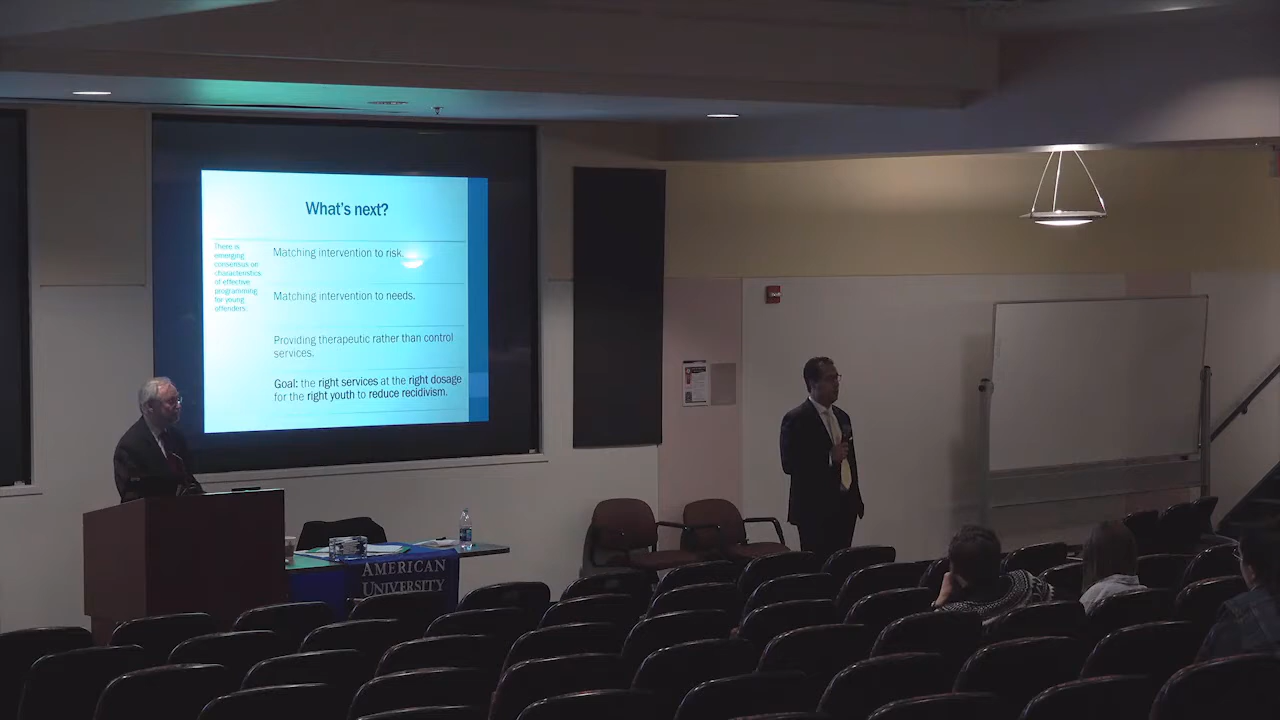 What's next?
There is
emerging
consensus on
characteristics
of effective
programming
for young
offenders.
Matching intervention to risk.
Matching intervention to needs.
Providing therapeutic rather than control
services.
Goal: the right services at the right dosage
for the right youth to reduce recidivism.
AMERICAN
UNIVERSITY